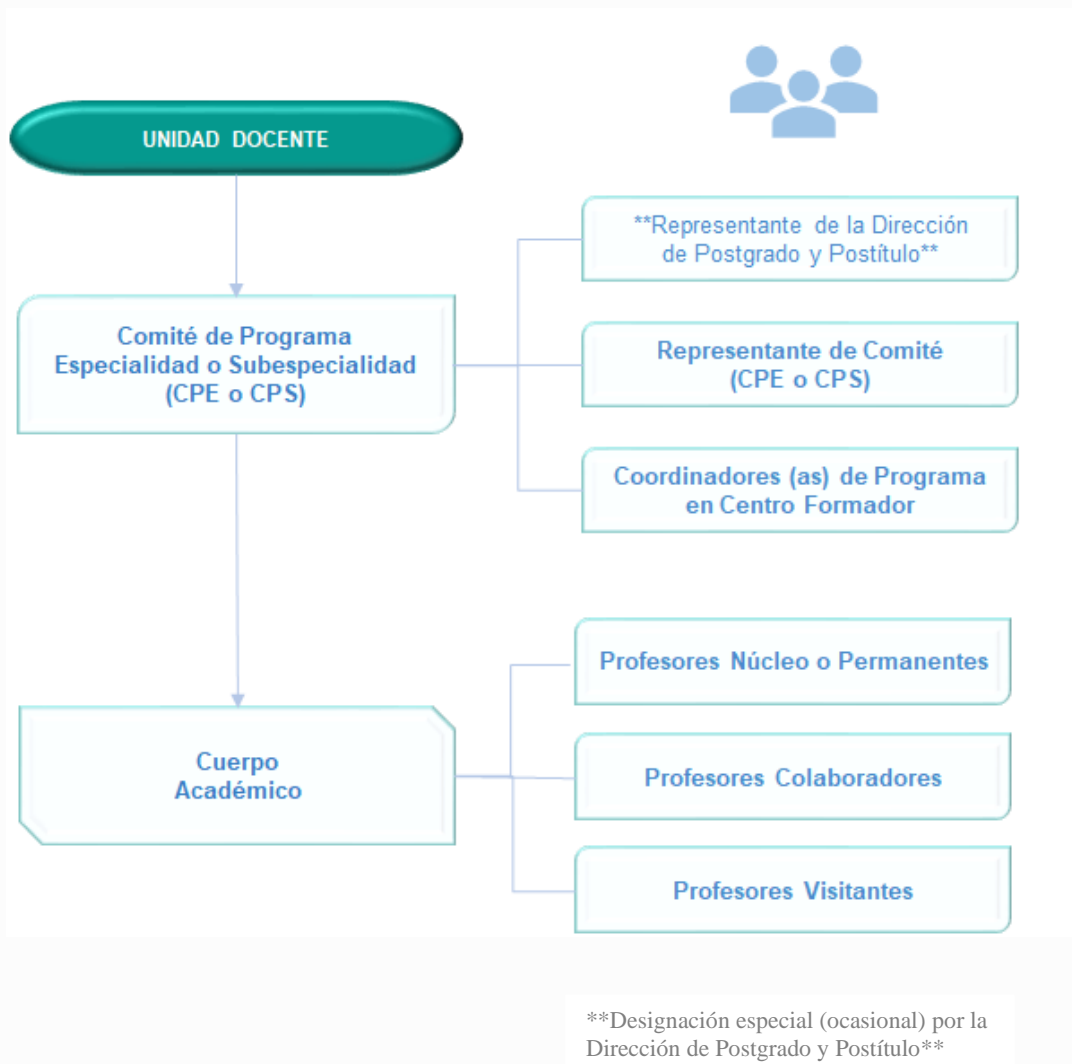 UNIDAD DOCENTE
**Representante de la Dirección
de Postgrado y Postítulo**
Comité de Programa
Especialidad o Subespecialidad
(CPE o CPS)
Representante de Comité
(CPE o CPS)
Coordinadores (as) de Programa
en Centro Formador
Cuerpo
Académico
Profesores Núcleo o Permanentes
Profesores Colaboradores
Profesores Visitantes
**Designación especial (ocasional) por la
Dirección de Postgrado y Postítulo**